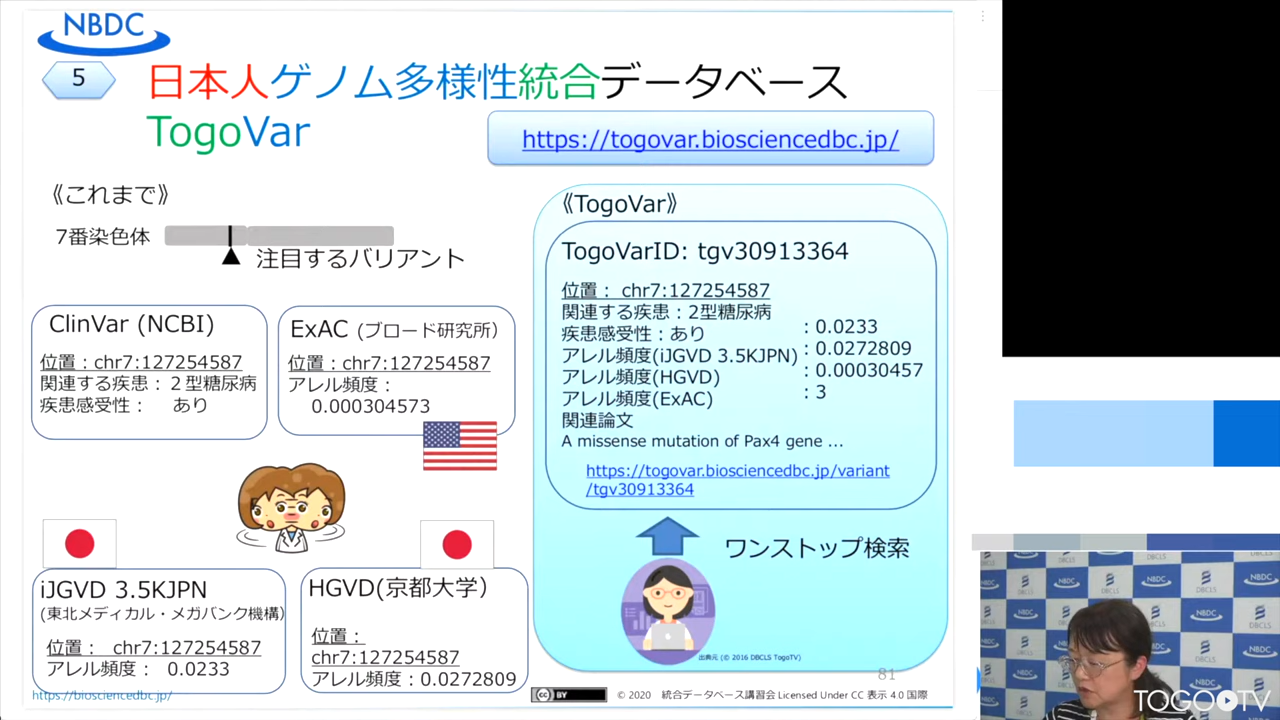 NBDC
5
日本人ゲノム多様性統合データベース
TogoVar
https://togovar.biosciencedbc.jp/
《これまで》
7番染色体
注目するバリアント
ClinVar (NCBI)
位置：chr7:127254587
関連する疾患：２型糖尿病
疾患感受性： あり
ExAC (ブロード研究所)
位置：chr7:127254587
アレル頻度：
0.000304573
iJGVD 3.5KJPN
(東北メディカル・メガバンク機構)
位置： chr7:127254587
アレル頻度： 0.0233
HGVD(京都大学)
位置：
chr7:127254587
アレル頻度：0.0272809
《TogoVar》
TogoVarID: tgv30913364
位置： chr7:127254587
関連する疾患：2型糖尿病
疾患感受性：あり
アレル頻度(iJGVD 3.5KJPN)
アレル頻度(HGVD)
アレル頻度(ExAC)
関連論文
: 0.0233
: 0.0272809
: 0.00030457
: 3
A missense mutation of Pax4 gene ...
https://togovar.biosciencedbc.jp/variant
/tgv30913364
ワンストップ検索
出典元 (© 2016 DBCLS TogoTV)
81
https://biosciencedbc.jp/
cc BY
© 2020 統合データベース講習会 Licensed Under CC 表示 4.0 国際
NBDC
DBCLS
TOGO TV